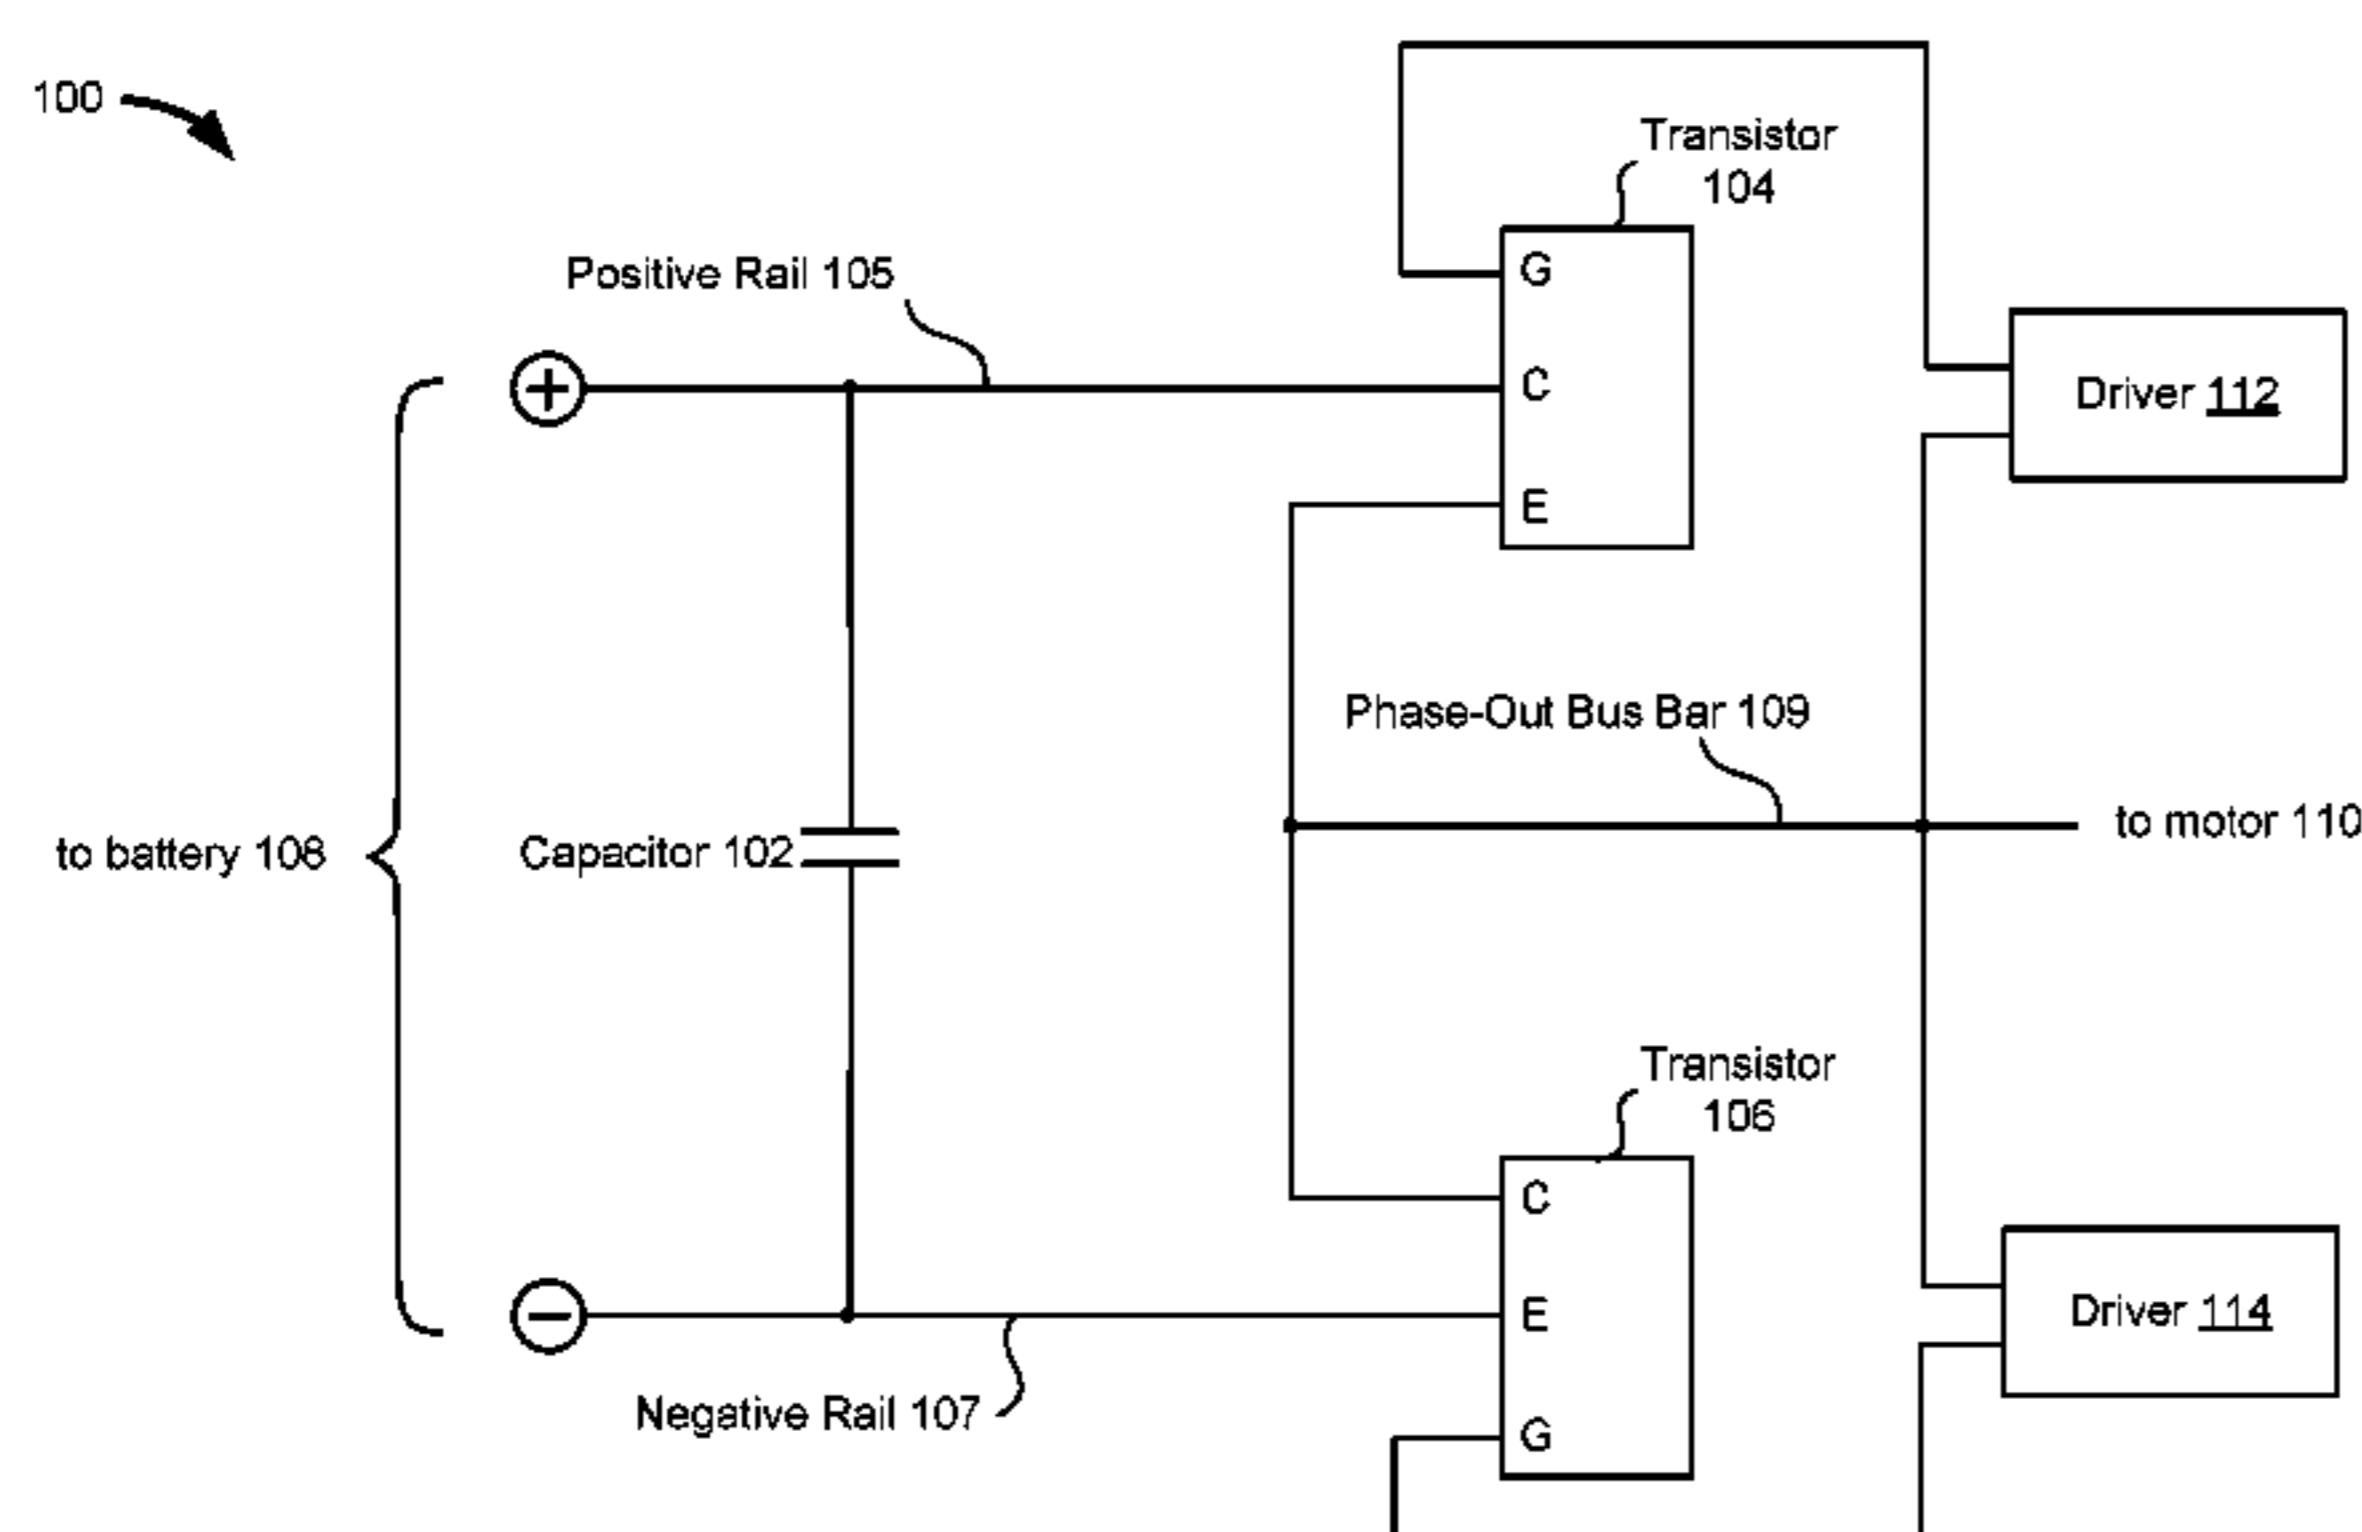 100
Transistor
104
G
Positive Rail 105
C
Driver 112
E
Phase-Out Bus Bar 109
to motor 110
to battery 108
Capacitor 102
Transistor
106
C
E
Driver 114
Negative Rail 107
G